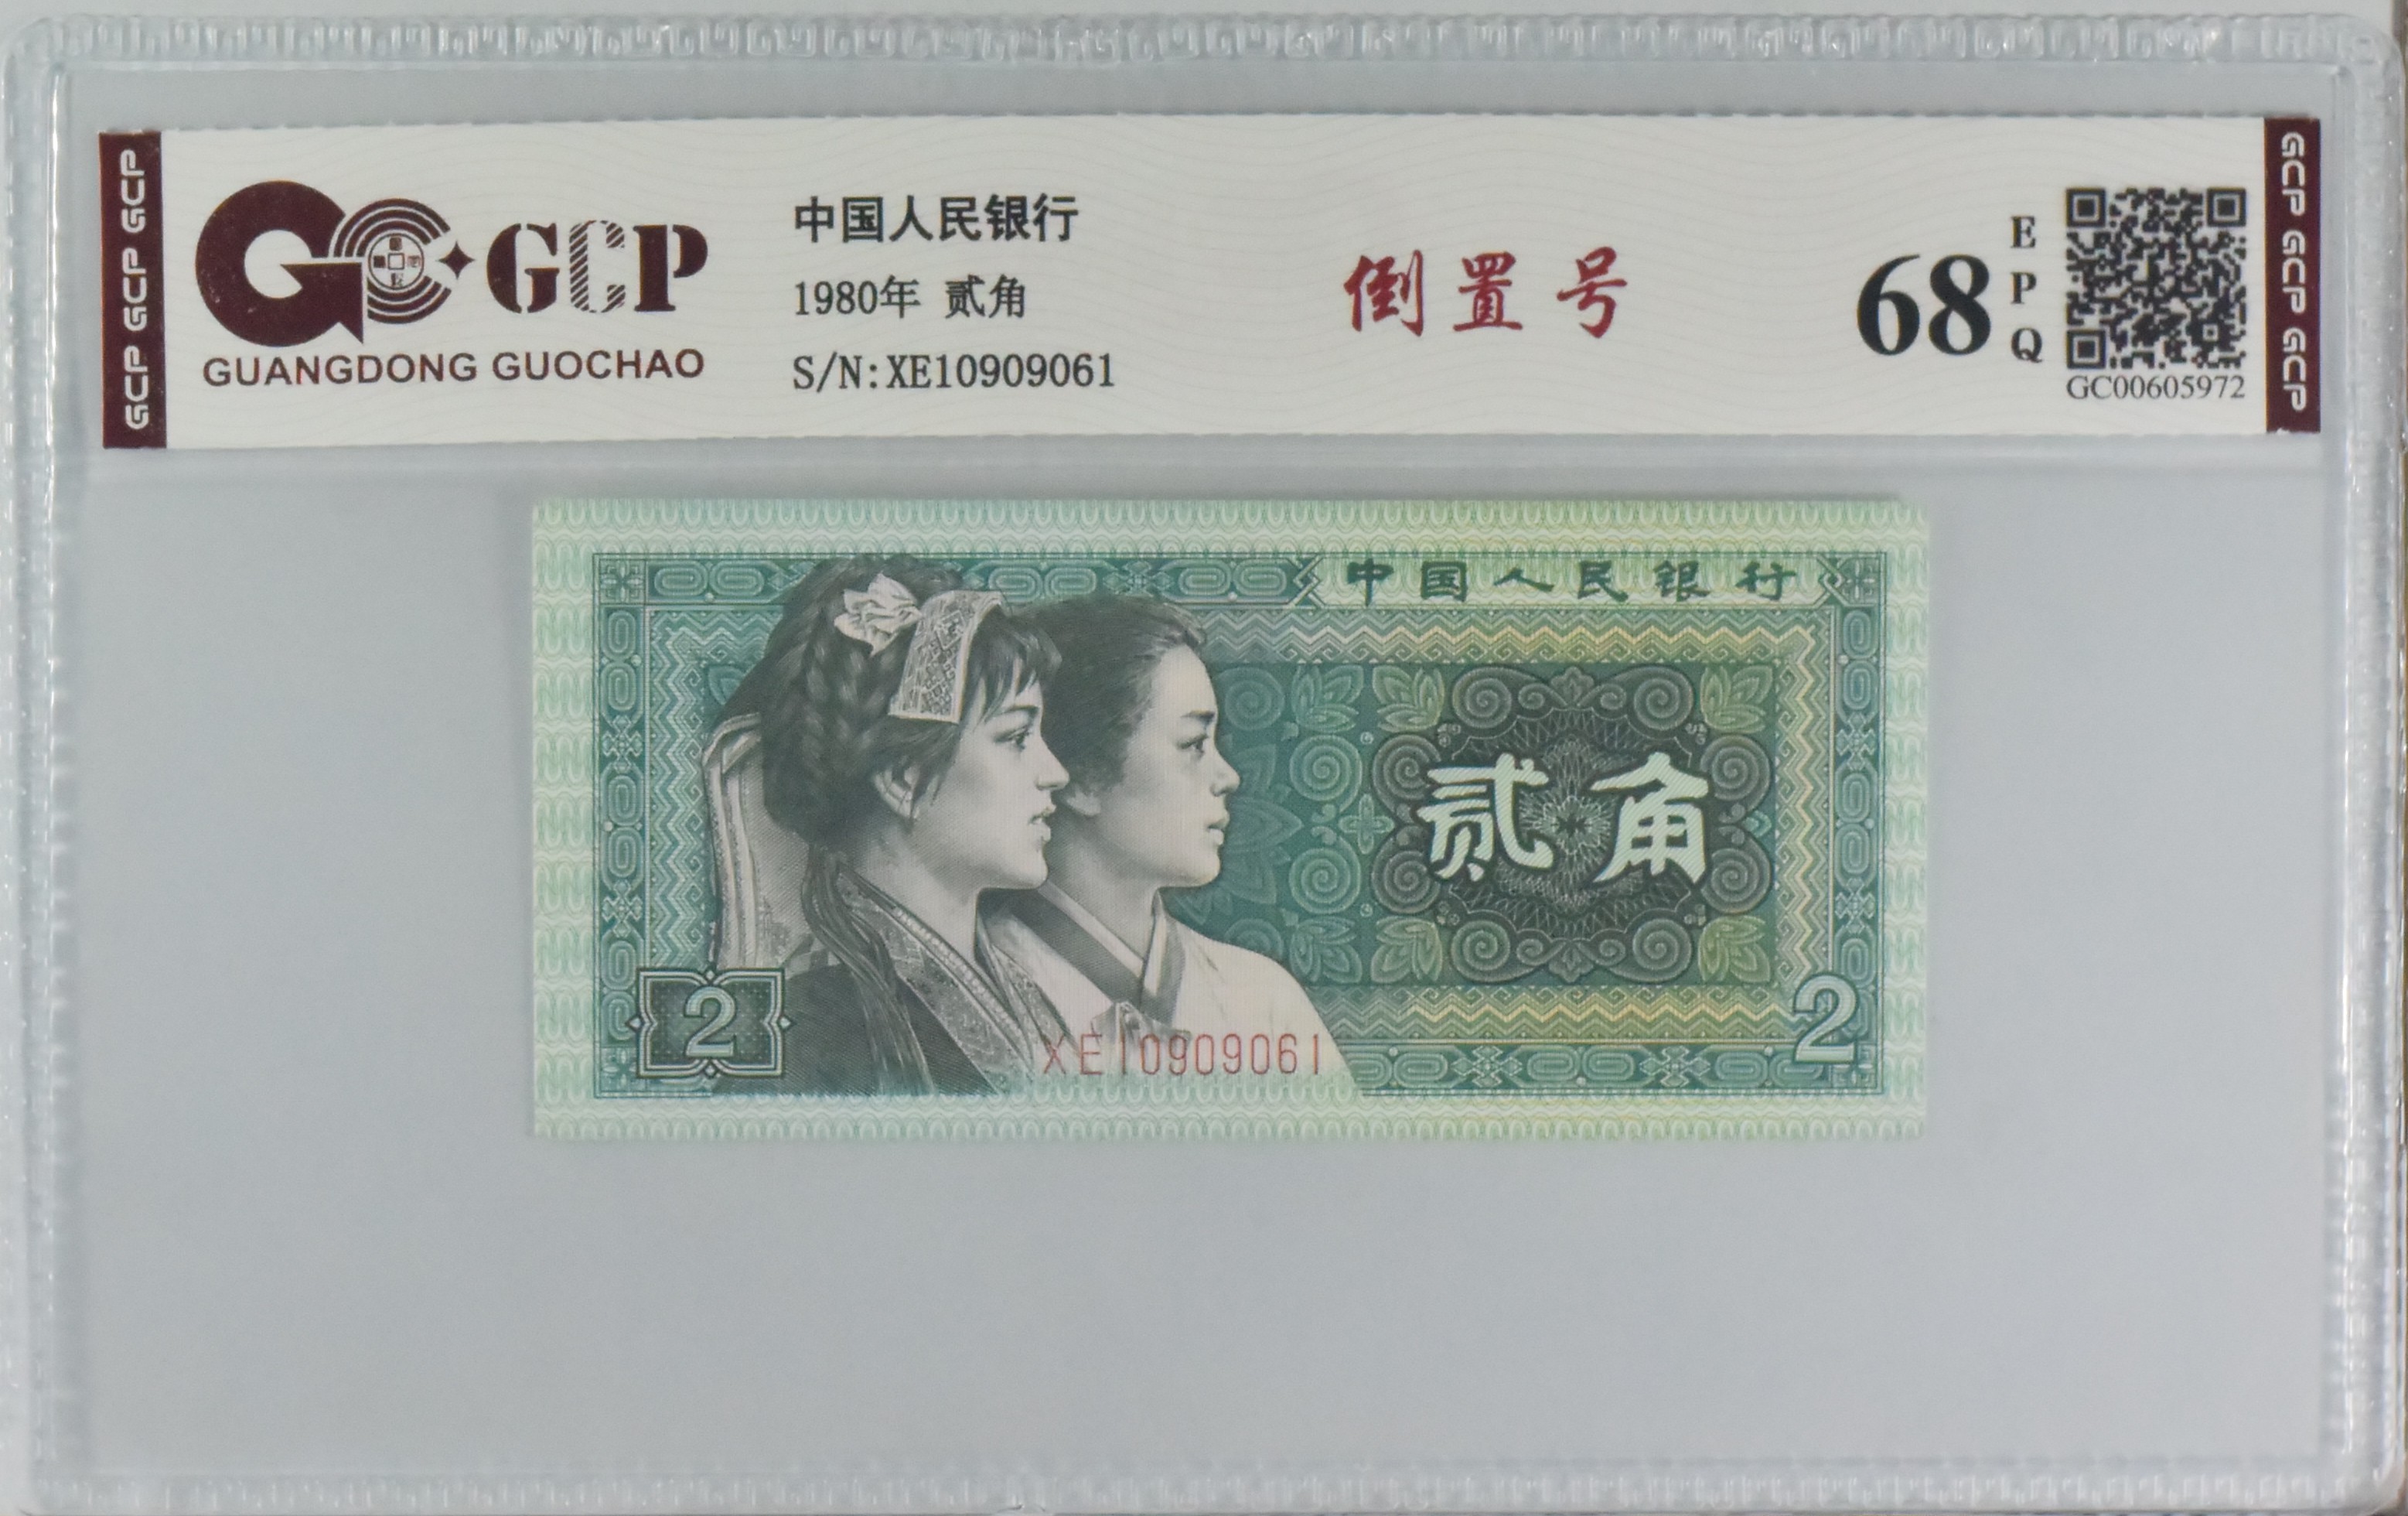 GCP GCP GCP
GCP
GUANGDONG GUOCHAO
中国人民银行
1980年 贰角
S/N:XE10909061
倒置号
68
EPQ
GC00605972
GCP GCP GCP
中国人民银行
贰角
2
XE10909061
2